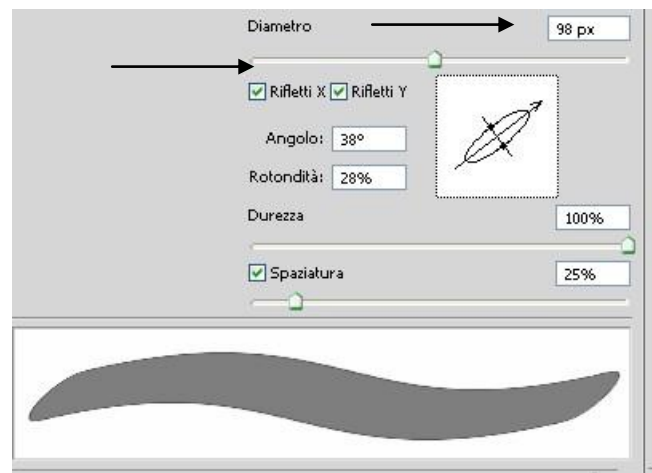 Diametro 98 px
Rifletti X Rifletti Y
Angolo: 38°
Rotondità: 28%
Durezza 100%
Spaziatura 25%